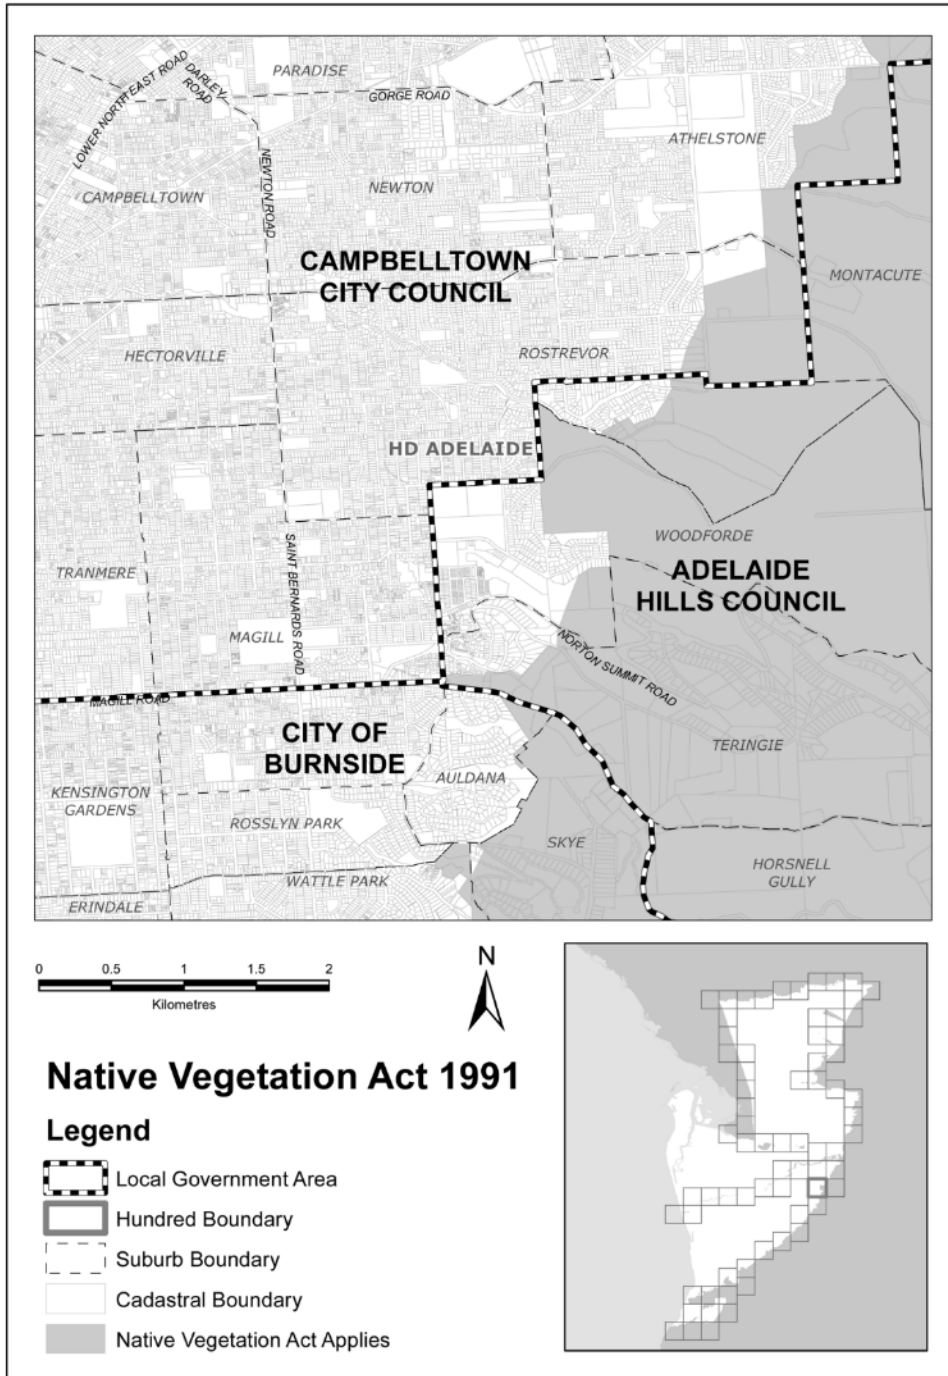 PARADISE
LOWER NORTH EAST ROAD
DARLEY
ROAD
GORGE ROAD
ATHELSTONE
CAMPBELLTOWN
NEWTON ROAD
NEWTON
CAMPBELLTOWN
CITY COUNCIL
MONTACUTE
HECTORVILLE
ROSTREVOR
HD ADELAIDE
WOODFORDE
SAINT BERNARDS ROAD
TRANMERE
ADELAIDE
HILLS COUNCIL
MAGILL
NORTON SUMMIT ROAD
MAGILL ROAD
CITY OF
BURNSIDE
TERINGIE
AULDANA
KENSINGTON
GARDENS
ROSSLYN PARK
SKYE
HORSNELL
GULLY
WATTLE PARK
ERINDALE
0 0.5 1 1.5 2
Kilometres
N
Native Vegetation Act 1991
Legend
Local Government Area
Hundred Boundary
Suburb Boundary
Cadastral Boundary
Native Vegetation Act Applies